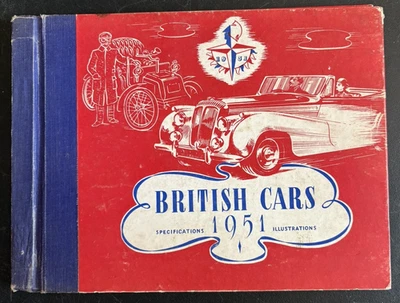 BRITISH CARS
SPECIFICATIONS 1951 ILLUSTRATIONS